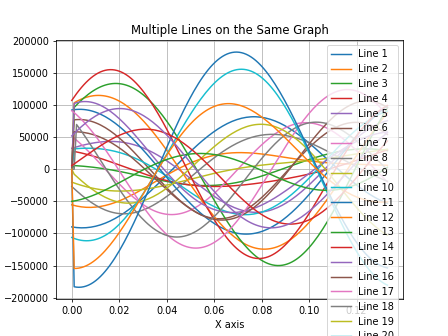 Multiple Lines on the Same Graph
200000
150000
100000
50000
0
−50000
−100000
−150000
−200000
0.00
0.02
0.04
0.06
0.08
0.10
X axis
Line 1
Line 2
Line 3
Line 4
Line 5
Line 6
Line 7
Line 8
Line 9
Line 10
Line 11
Line 12
Line 13
Line 14
Line 15
Line 16
Line 17
Line 18
Line 19
Line 20